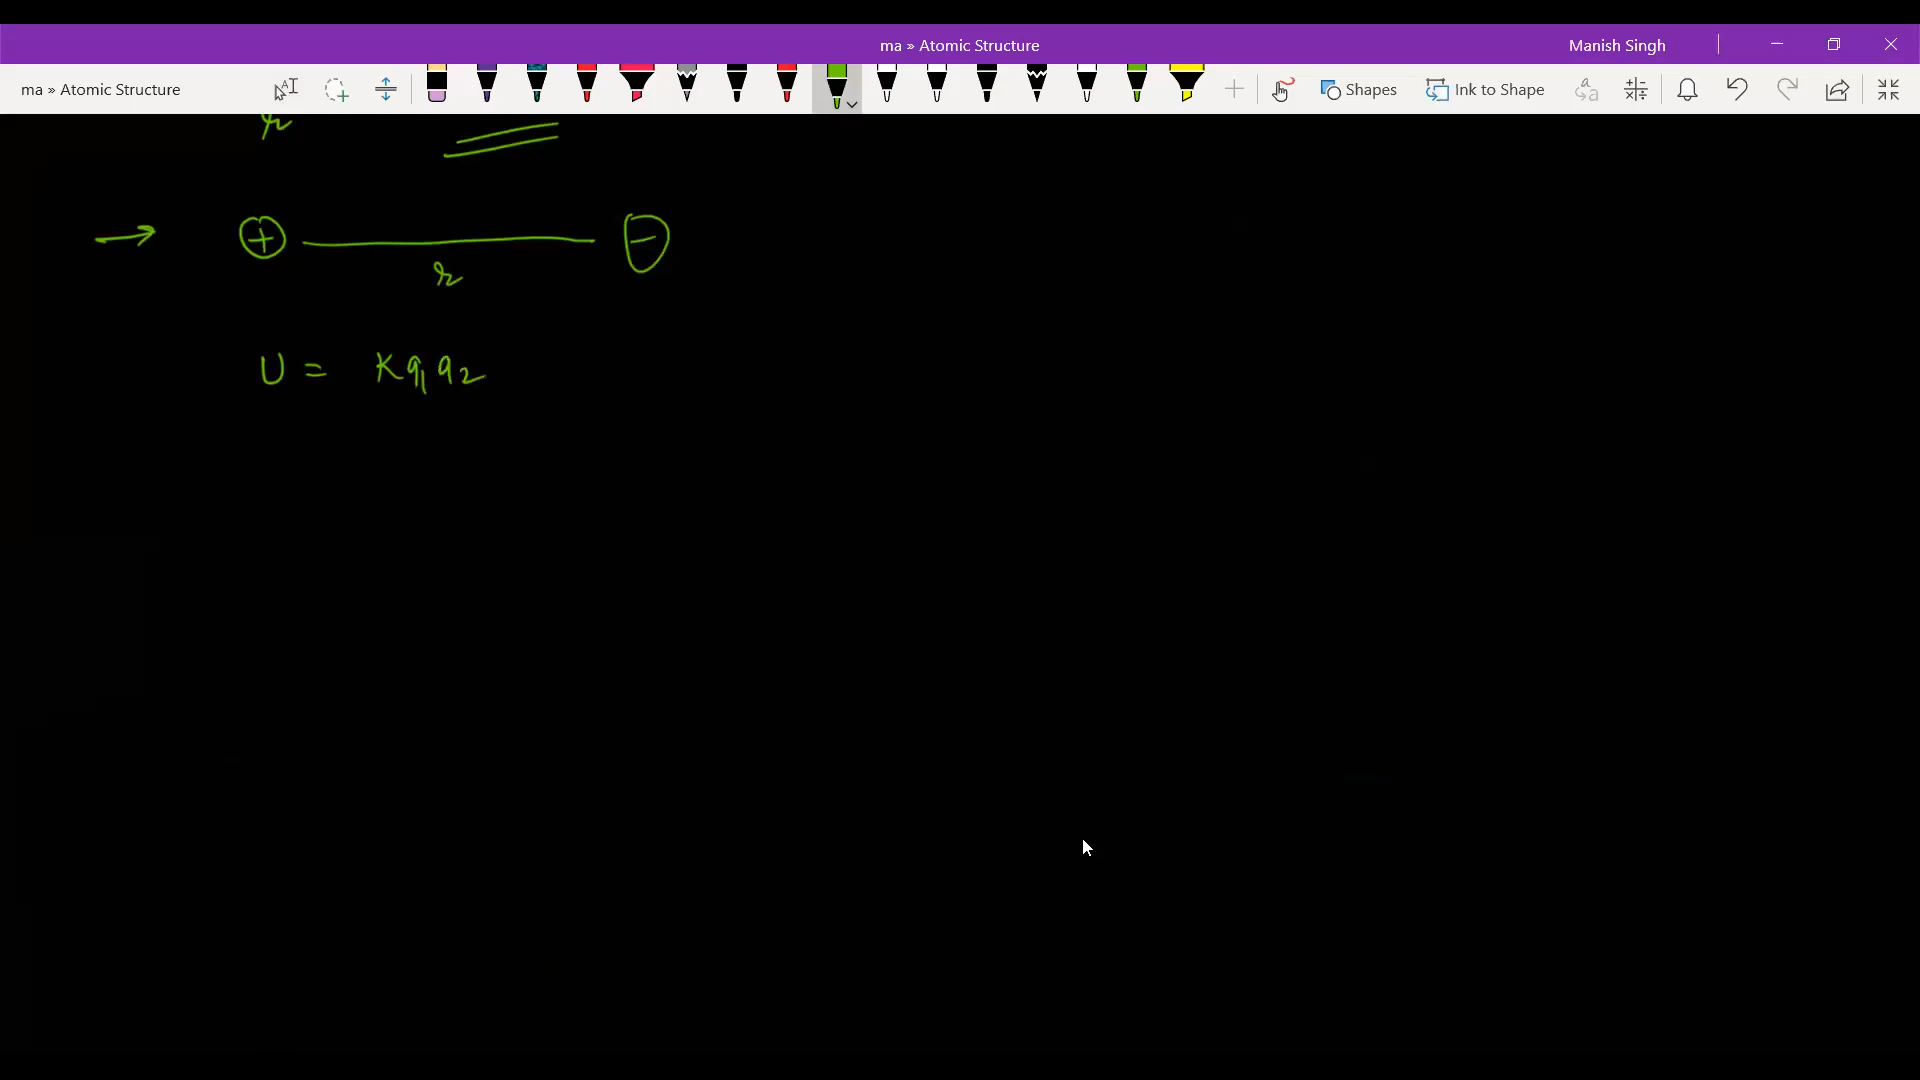 ma » Atomic Structure
Manish Singh
ma » Atomic Structure
Shapes
Ink to Shape
r
+ -
r
U = Kq₁q₂